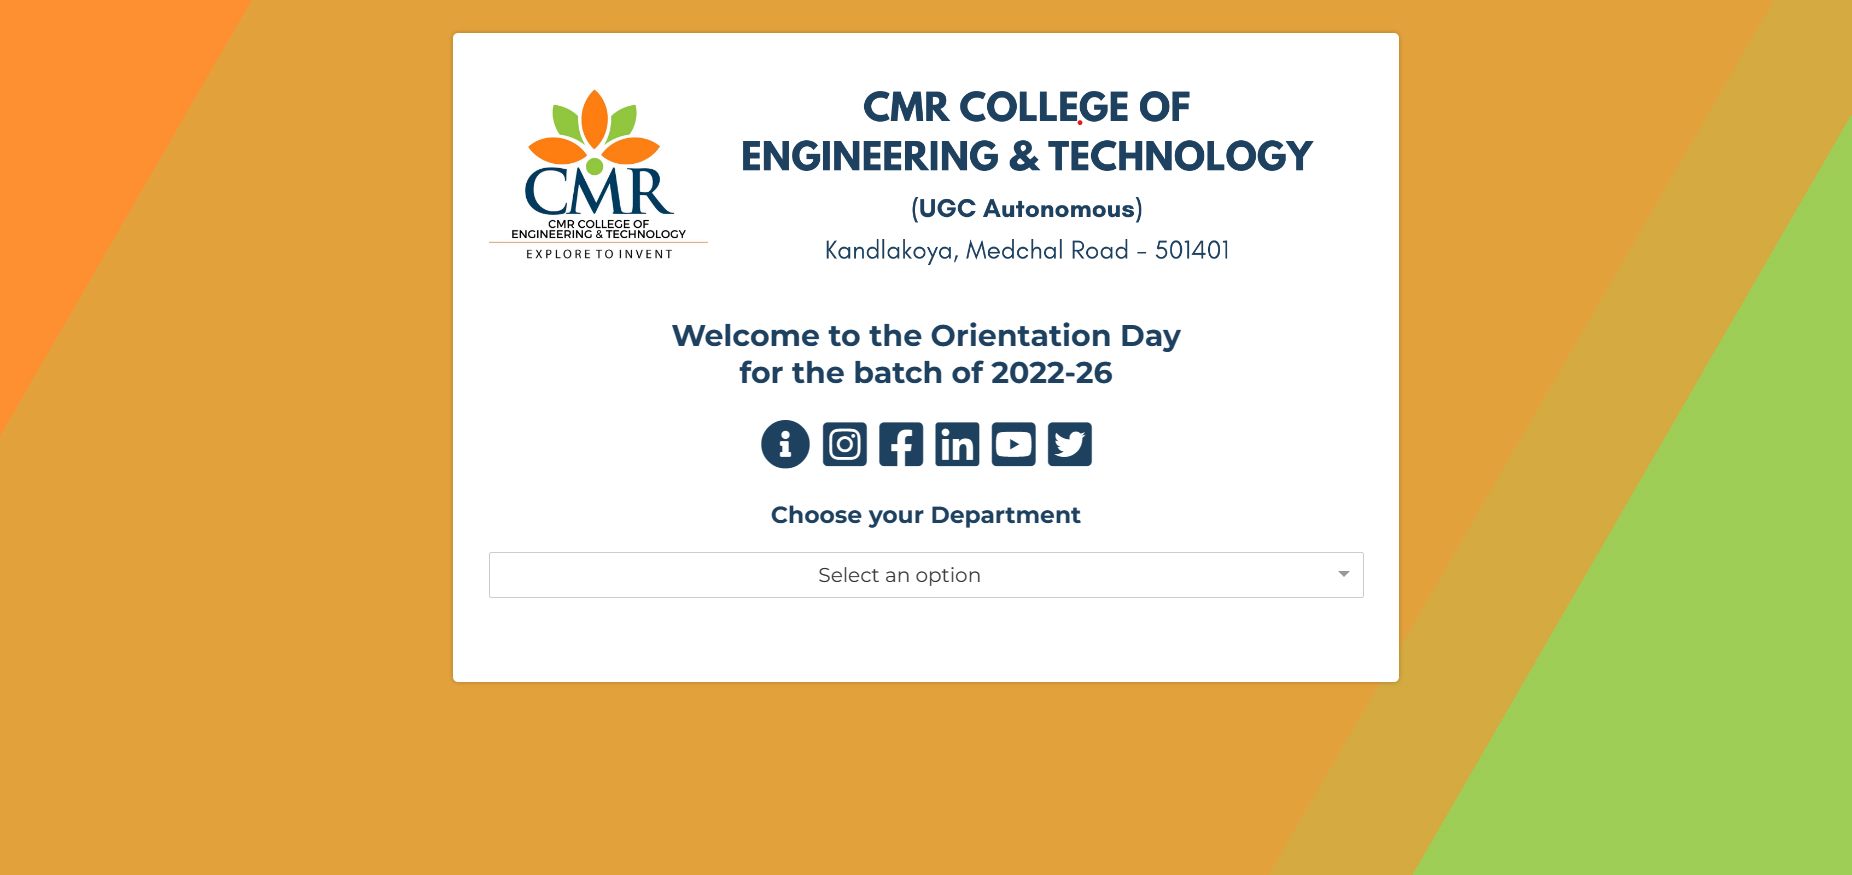 CMR
CMR COLLEGE OF
ENGINEERING & TECHNOLOGY
EXPLORE TO INVENT
CMR COLLEGE OF
ENGINEERING & TECHNOLOGY
(UGC Autonomous)
Kandlakoya, Medchal Road - 501401
Welcome to the Orientation Day
for the batch of 2022-26
Choose your Department
Select an option